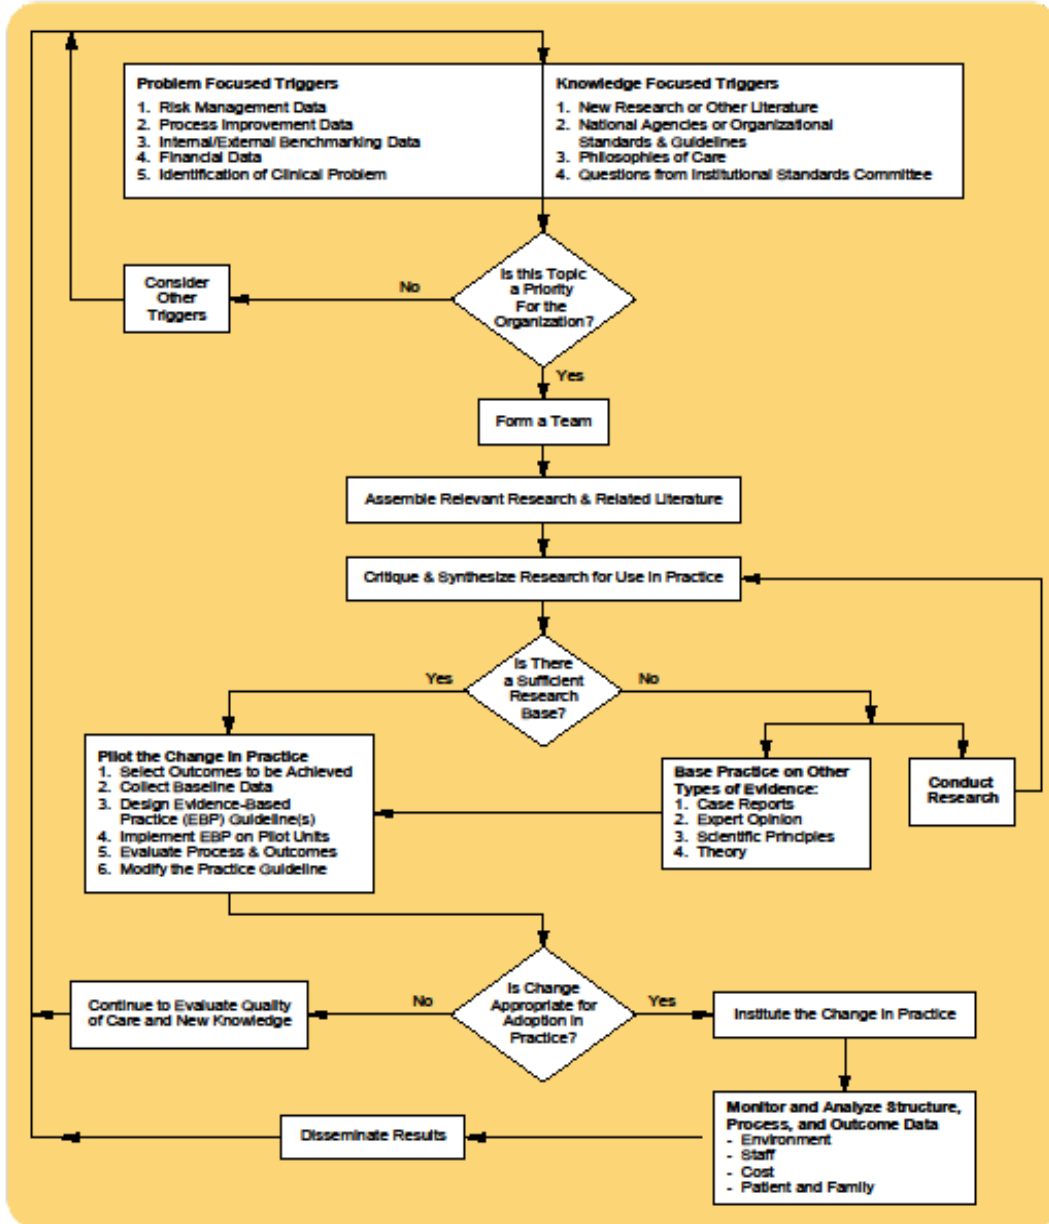 Problem Focused Triggers
1. Risk Management Data
2. Process Improvement Data
3. Internal/External Benchmarking Data
4. Financial Data
5. Identification of Clinical Problem
Knowledge Focused Triggers
1. New Research or Other Literature
2. National Agencies or Organizational
Standards & Guidelines
3. Philosophies of Care
4. Questions from Institutional Standards Committee
Is this Topic
a Priority
For the
Organization?
No
Consider
Other
Triggers
Yes
Form a Team
Assemble Relevant Research & Related Literature
Critique & Synthesize Research for Use in Practice
Is There
a Sufficient
Research
Base?
Yes
No
Pilot the Change in Practice
1. Select Outcomes to be Achieved
2. Collect Baseline Data
3. Design Evidence-Based
Practice (EBP) Guideline(s)
4. Implement EBP on Pilot Units
5. Evaluate Process & Outcomes
6. Modify the Practice Guideline
Base Practice on Other
Types of Evidence:
1. Case Reports
2. Expert Opinion
3. Scientific Principles
4. Theory
Conduct
Research
Is Change
Appropriate for
Adoption in
Practice?
No
Yes
Continue to Evaluate Quality
of Care and New Knowledge
Institute the Change in Practice
Monitor and Analyze Structure,
Process, and Outcome Data
- Environment
- Staff
- Cost
- Patient and Family
Disseminate Results